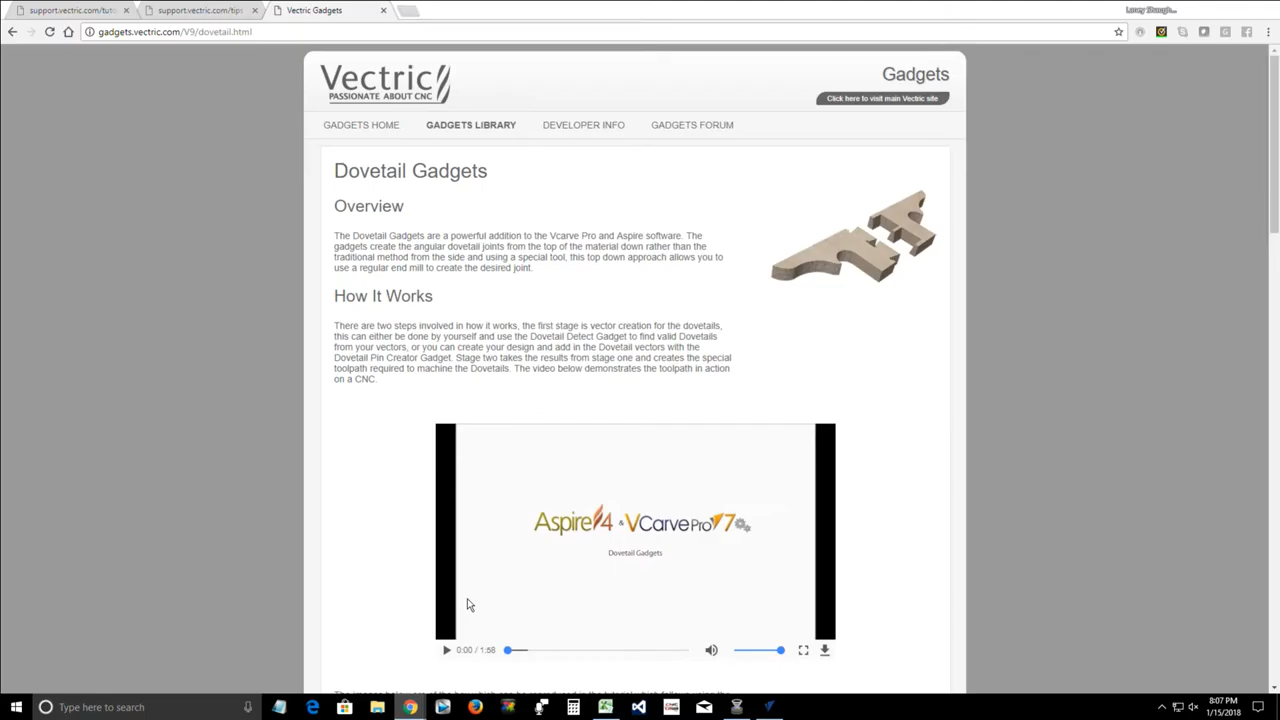 support.vectric.com/tuto
support.vectric.com/tips
Vectric Gadgets
gadgets.vectric.com/V9/dovetail.html
Vectric
PASSIONATE ABOUT CNC
Gadgets
Click here to visit main Vectric site
GADGETS HOME GADGETS LIBRARY DEVELOPER INFO GADGETS FORUM
Dovetail Gadgets
Overview
The Dovetail Gadgets are a powerful addition to the Vcarve Pro and Aspire software. The
gadgets create the angular dovetail joints from the top of the material down rather than the
traditional method from the side and using a special tool, this top down approach allows you to
use a regular end mill to create the desired joint.
How It Works
There are two steps involved in how it works, the first stage is vector creation for the dovetails,
this can either be done by yourself and use the Dovetail Detect Gadget to find valid Dovetails
from your vectors, or you can create your design and add in the Dovetail vectors with the
Dovetail Pin Creator Gadget. Stage two takes the results from stage one and creates the special
toolpath required to machine the Dovetails. The video below demonstrates the toolpath in action
on a CNC.
Aspire 4 & VCarve Pro 7
Dovetail Gadgets
0:00 / 1:58
Type here to search
8:07 PM
1/15/2018